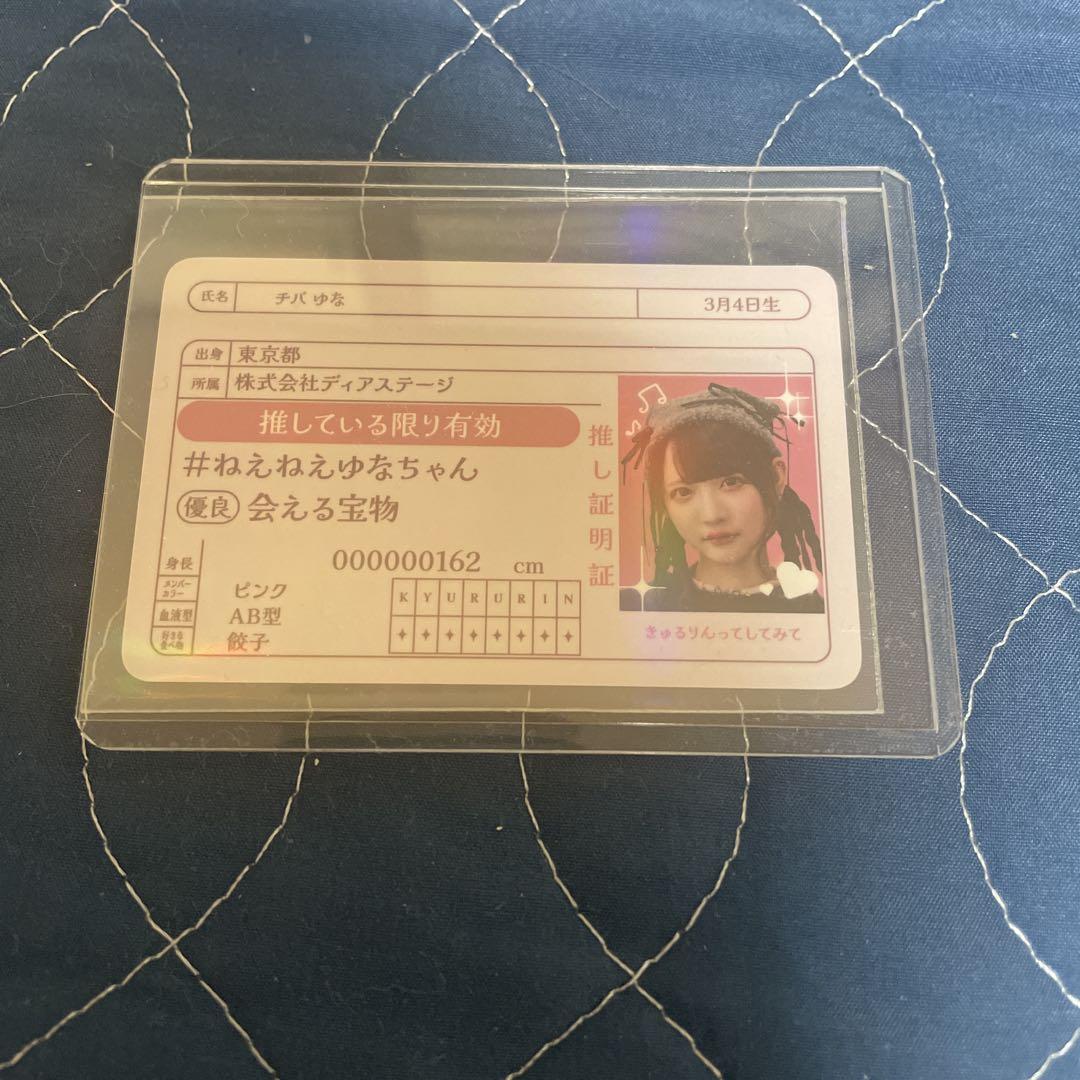 氏名 チバ ゆな 3月4日生
出身 東京都
所属 株式会社ディアステージ
推している限り有効
#ねえねえゆなちゃん
優良 会える宝物
身長 000000162 cm
メンバーカラー ピンク
血液型 AB型
好きな食べ物 餃子
KYURURIN
推し証明証
きゅるりんってしてみて